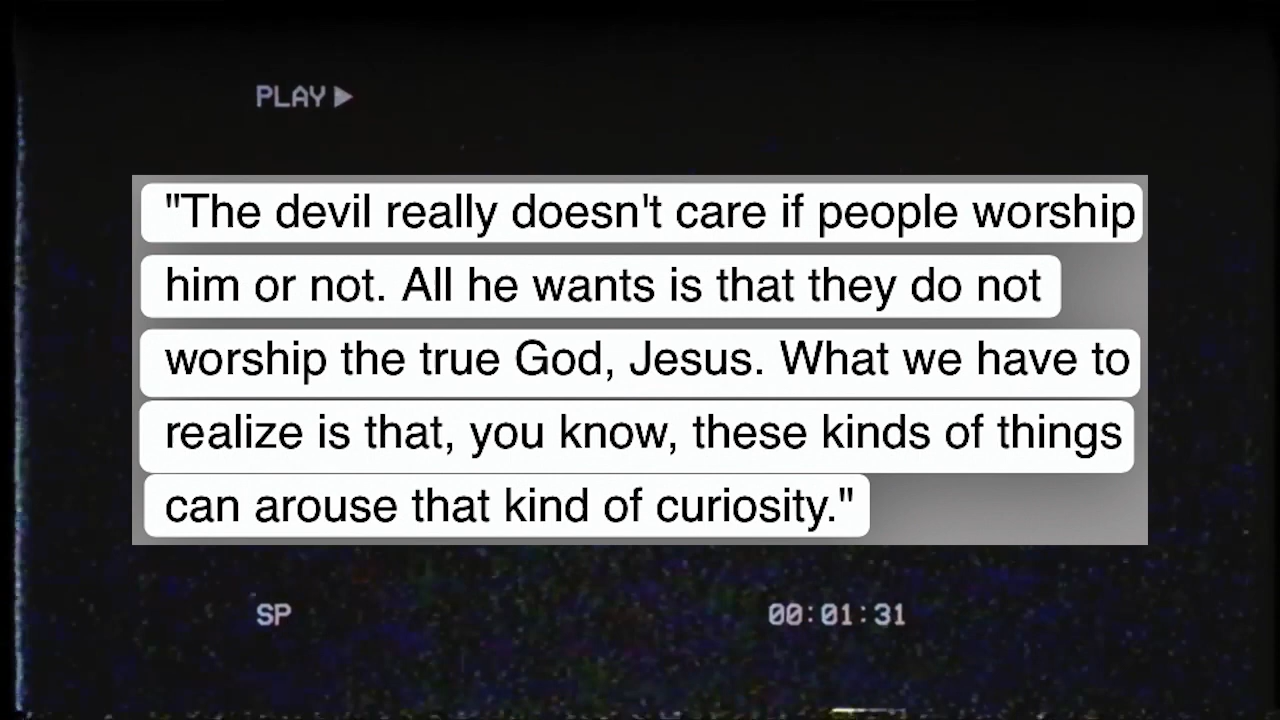 PLAY ▶
"The devil really doesn't care if people worship
him or not. All he wants is that they do not
worship the true God, Jesus. What we have to
realize is that, you know, these kinds of things
can arouse that kind of curiosity."
SP 00:01:31